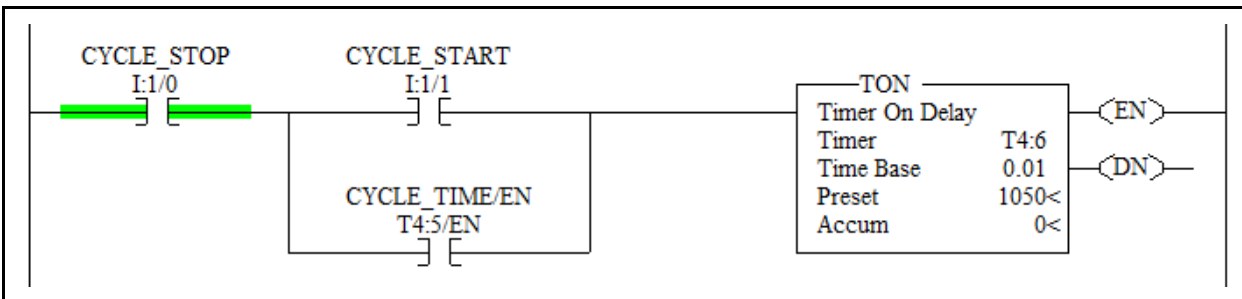 CYCLE_STOP
I:1/0
CYCLE_START
I:1/1
CYCLE_TIME/EN
T4:5/EN
TON
Timer On Delay
Timer T4:6
Time Base 0.01
Preset 1050<
Accum 0<
EN
DN